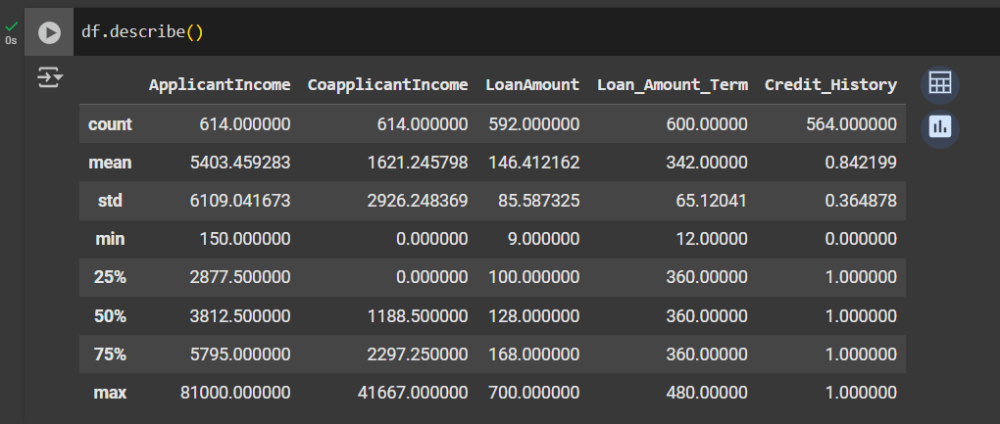 df.describe()
0s
ApplicantIncome CoapplicantIncome LoanAmount Loan_Amount_Term Credit_History
count 614.000000 614.000000 592.000000 600.00000 564.000000
mean 5403.459283 1621.245798 146.412162 342.00000 0.842199
std 6109.041673 2926.248369 85.587325 65.12041 0.364878
min 150.000000 0.000000 9.000000 12.00000 0.000000
25% 2877.500000 0.000000 100.000000 360.00000 1.000000
50% 3812.500000 1188.500000 128.000000 360.00000 1.000000
75% 5795.000000 2297.250000 168.000000 360.00000 1.000000
max 81000.000000 41667.000000 700.000000 480.00000 1.000000